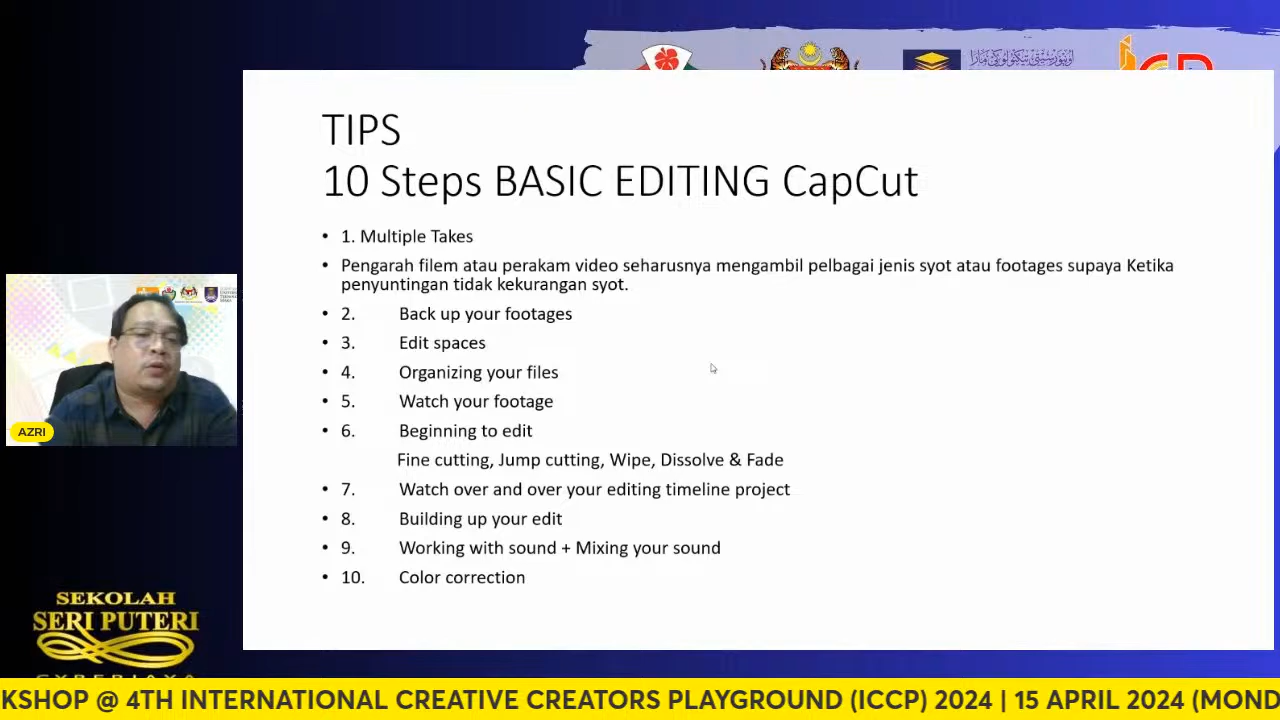 TIPS
10 Steps BASIC EDITING CapCut
• 1. Multiple Takes
• Pengarah filem atau perakam video seharusnya mengambil pelbagai jenis syot atau footages supaya Ketika
penyuntingan tidak kekurangan syot.
• 2. Back up your footages
• 3. Edit spaces
• 4. Organizing your files
• 5. Watch your footage
• 6. Beginning to edit
Fine cutting, Jump cutting, Wipe, Dissolve & Fade
• 7. Watch over and over your editing timeline project
• 8. Building up your edit
• 9. Working with sound + Mixing your sound
• 10. Color correction
AZRI
SEKOLAH
SERI PUTERI
CYBERJAYA
KSHOP @ 4TH INTERNATIONAL CREATIVE CREATORS PLAYGROUND (ICCP) 2024 | 15 APRIL 2024 (MOND